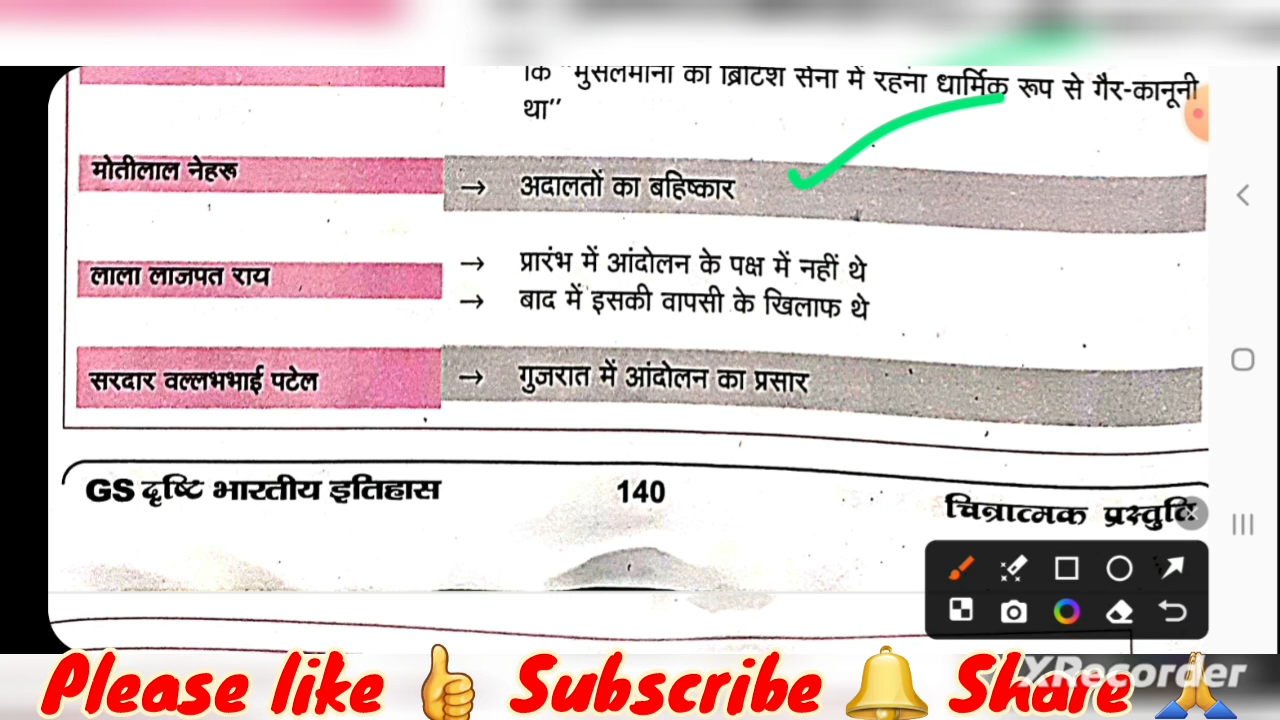 कि "मुसलमानों का ब्रिटिश सेना में रहना धार्मिक रूप से गैर-कानूनी
था"
मोतीलाल नेहरू
→ अदालतों का बहिष्कार
लाला लाजपत राय
→ प्रारंभ में आंदोलन के पक्ष में नहीं थे
→ बाद में इसकी वापसी के खिलाफ थे
सरदार वल्लभभाई पटेल
→ गुजरात में आंदोलन का प्रसार
GS दृष्टि भारतीय इतिहास
140
चित्रात्मक प्रस्तुति
XRecorder
Please like 👍 Subscribe 🔔 Share 🙏